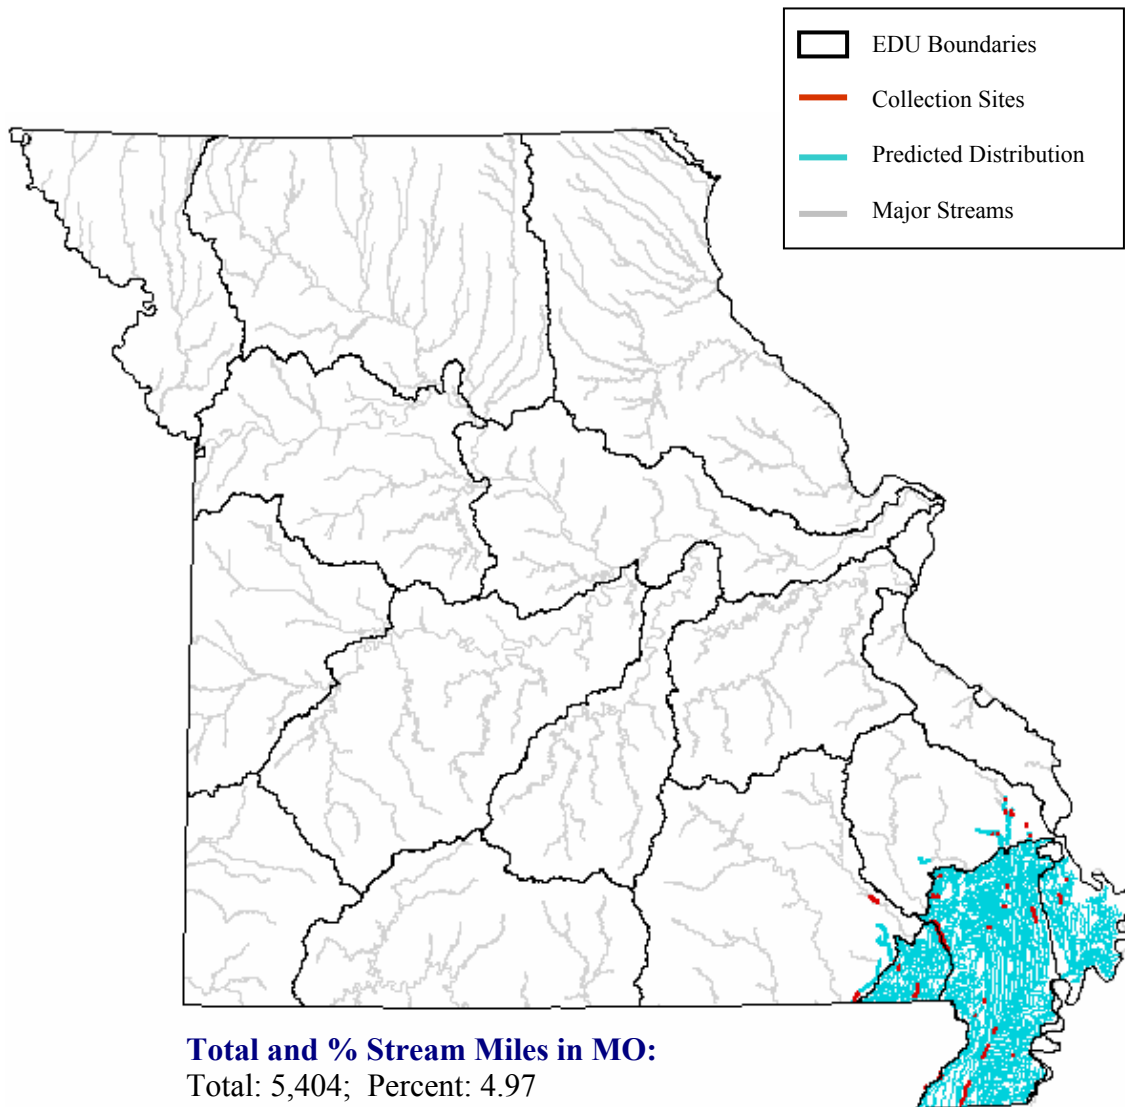 EDU Boundaries
Collection Sites
Predicted Distribution
Major Streams
Total and % Stream Miles in MO:
Total: 5,404;  Percent: 4.97